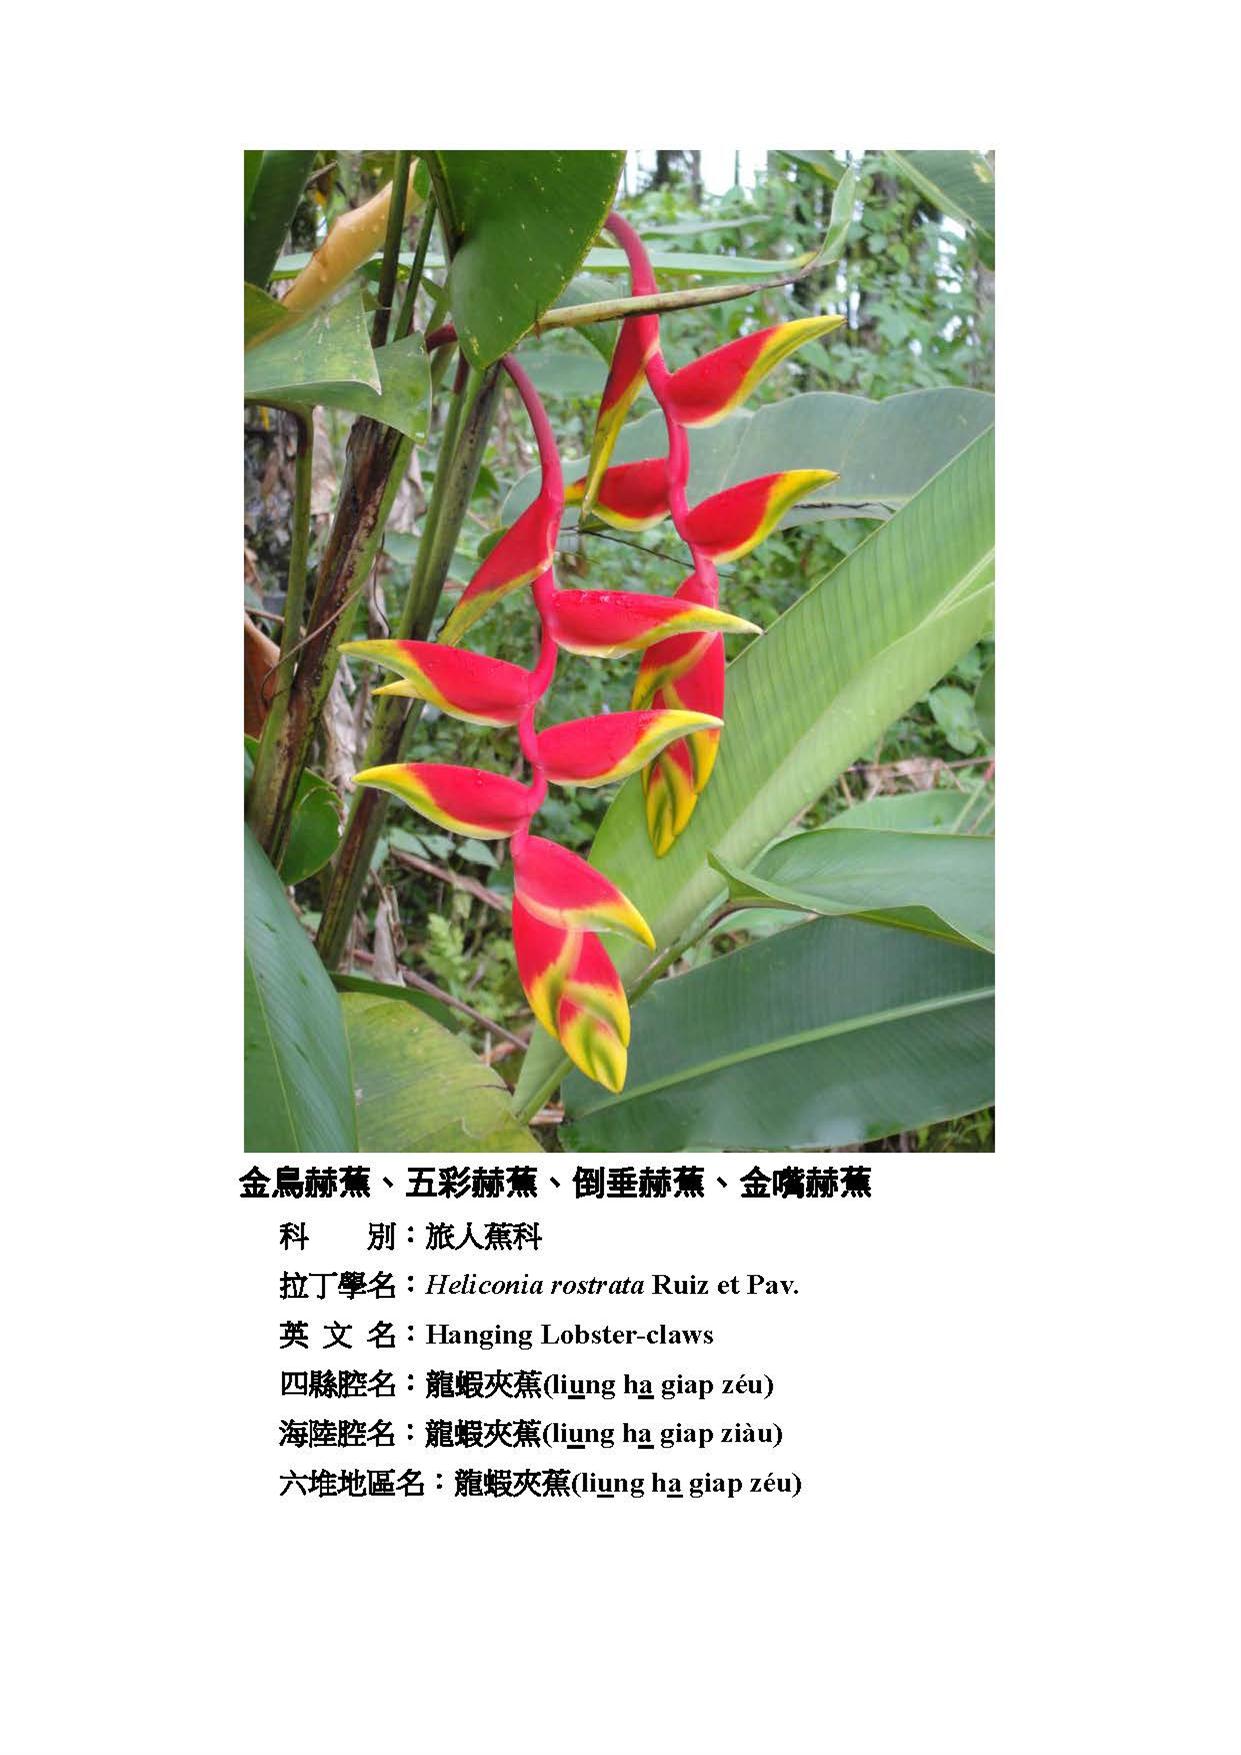 金鳥赫蕉、五彩赫蕉、倒垂赫蕉、金嘴赫蕉
科　　別：旅人蕉科
拉丁學名：Heliconia rostrata Ruiz et Pav.
英 文 名：Hanging Lobster-claws
四縣腔名：龍蝦夾蕉(liung ha giap zéu)
海陸腔名：龍蝦夾蕉(liung ha giap ziàu)
六堆地區名：龍蝦夾蕉(liung ha giap zéu)